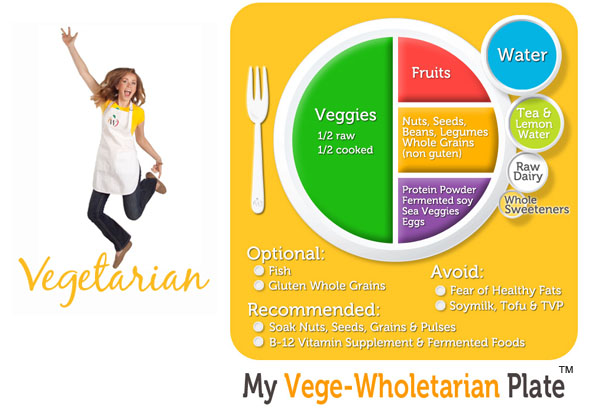 Vegetarian
Veggies
1/2 raw
1/2 cooked
Fruits
Nuts, Seeds,
Beans, Legumes
Whole Grains
(non guten)
Protein Powder
Fermented soy
Sea Veggies
Eggs
Water
Tea &
Lemon
Water
Raw
Dairy
Whole
Sweeteners
Optional:
Fish
Gluten Whole Grains
Avoid:
Fear of Healthy Fats
Soymilk, Tofu & TVP
Recommended:
Soak Nuts, Seeds, Grains & Pulses
B-12 Vitamin Supplement & Fermented Foods
My Vege-Wholetarian Plate™